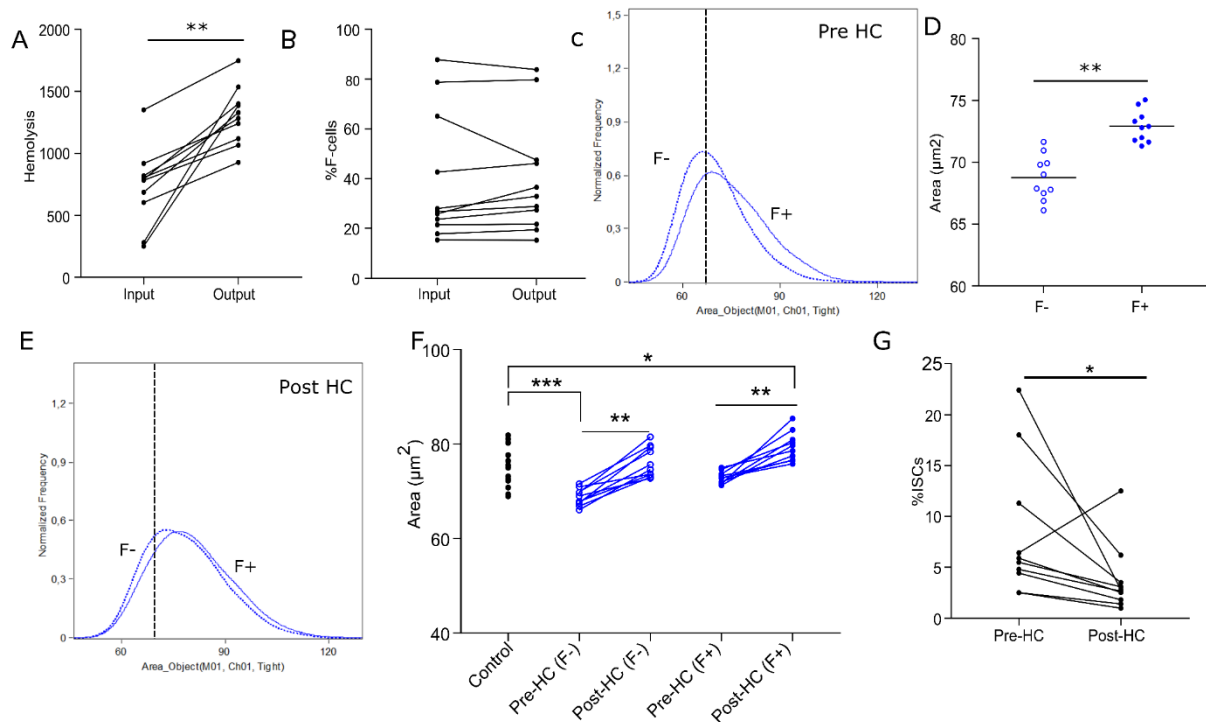 A
**
2000
1500
1000
500
0
Hemolysis
Input
Output
B
100
80
60
40
20
0
%F-cells
Input
Output
C
Pre HC
1,5
1,2
0,9
0,6
0,3
0
Normalized Frequency
F-
F+
60
90
120
Area_Object(M01, Ch01, Tight)
D
**
80
75
70
65
60
Area (µm2)
F-
F+
E
Post HC
1,2
0,9
0,6
0,3
0
Normalized Frequency
F-
F+
60
90
120
Area_Object(M01, Ch01, Tight)
F
*
***
**
**
100
80
60
40
Area (µm²)
Control
Pre-HC (F-)
Post-HC (F-)
Pre-HC (F+)
Post-HC (F+)
G
*
25
20
15
10
5
0
%ISCs
Pre-HC
Post-HC